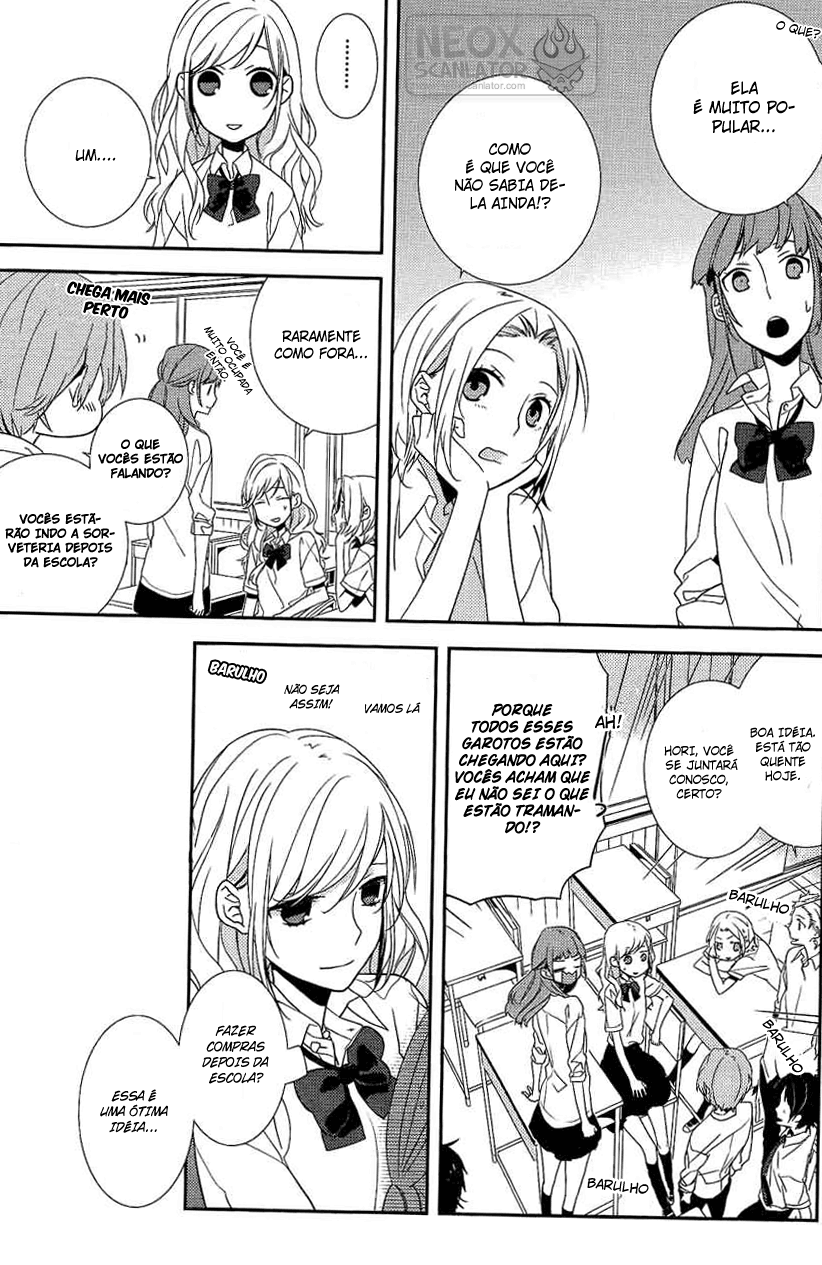 O QUE?
ELA
É MUITO PO-
PULAR...
NEOX
SCANLATOR
COMO
É QUE VOCÊ
NÃO SABIA DE-
LA AINDA!?
.........
UM....
RARAMENTE
COMO FORA...
VOCÊ É
MUITO OCUPADA
ENTÃO.
CHEGA MAIS
PERTO
O QUE
VOCÊS ESTÃO
FALANDO?
VOCÊS ESTÁ-
RÃO INDO A SOR-
VETERIA DEPOIS
DA ESCOLA?
BOA IDÉIA.
ESTÁ TÃO
QUENTE
HOJE.
HORI, VOCÊ
SE JUNTARÁ
CONOSCO,
CERTO?
AH!
PORQUE
TODOS ESSES
GAROTOS ESTÃO
CHEGANDO AQUI?
VOCÊS ACHAM QUE
EU NÃO SEI O QUE
ESTÃO TRAMAN-
DO!?
BARULHO
BARULHO
BARULHO
BARULHO
NÃO SEJA
ASSIM!
VAMOS LÁ
FAZER
COMPRAS
DEPOIS DA
ESCOLA?
ESSA É
UMA ÓTIMA
IDÉIA...